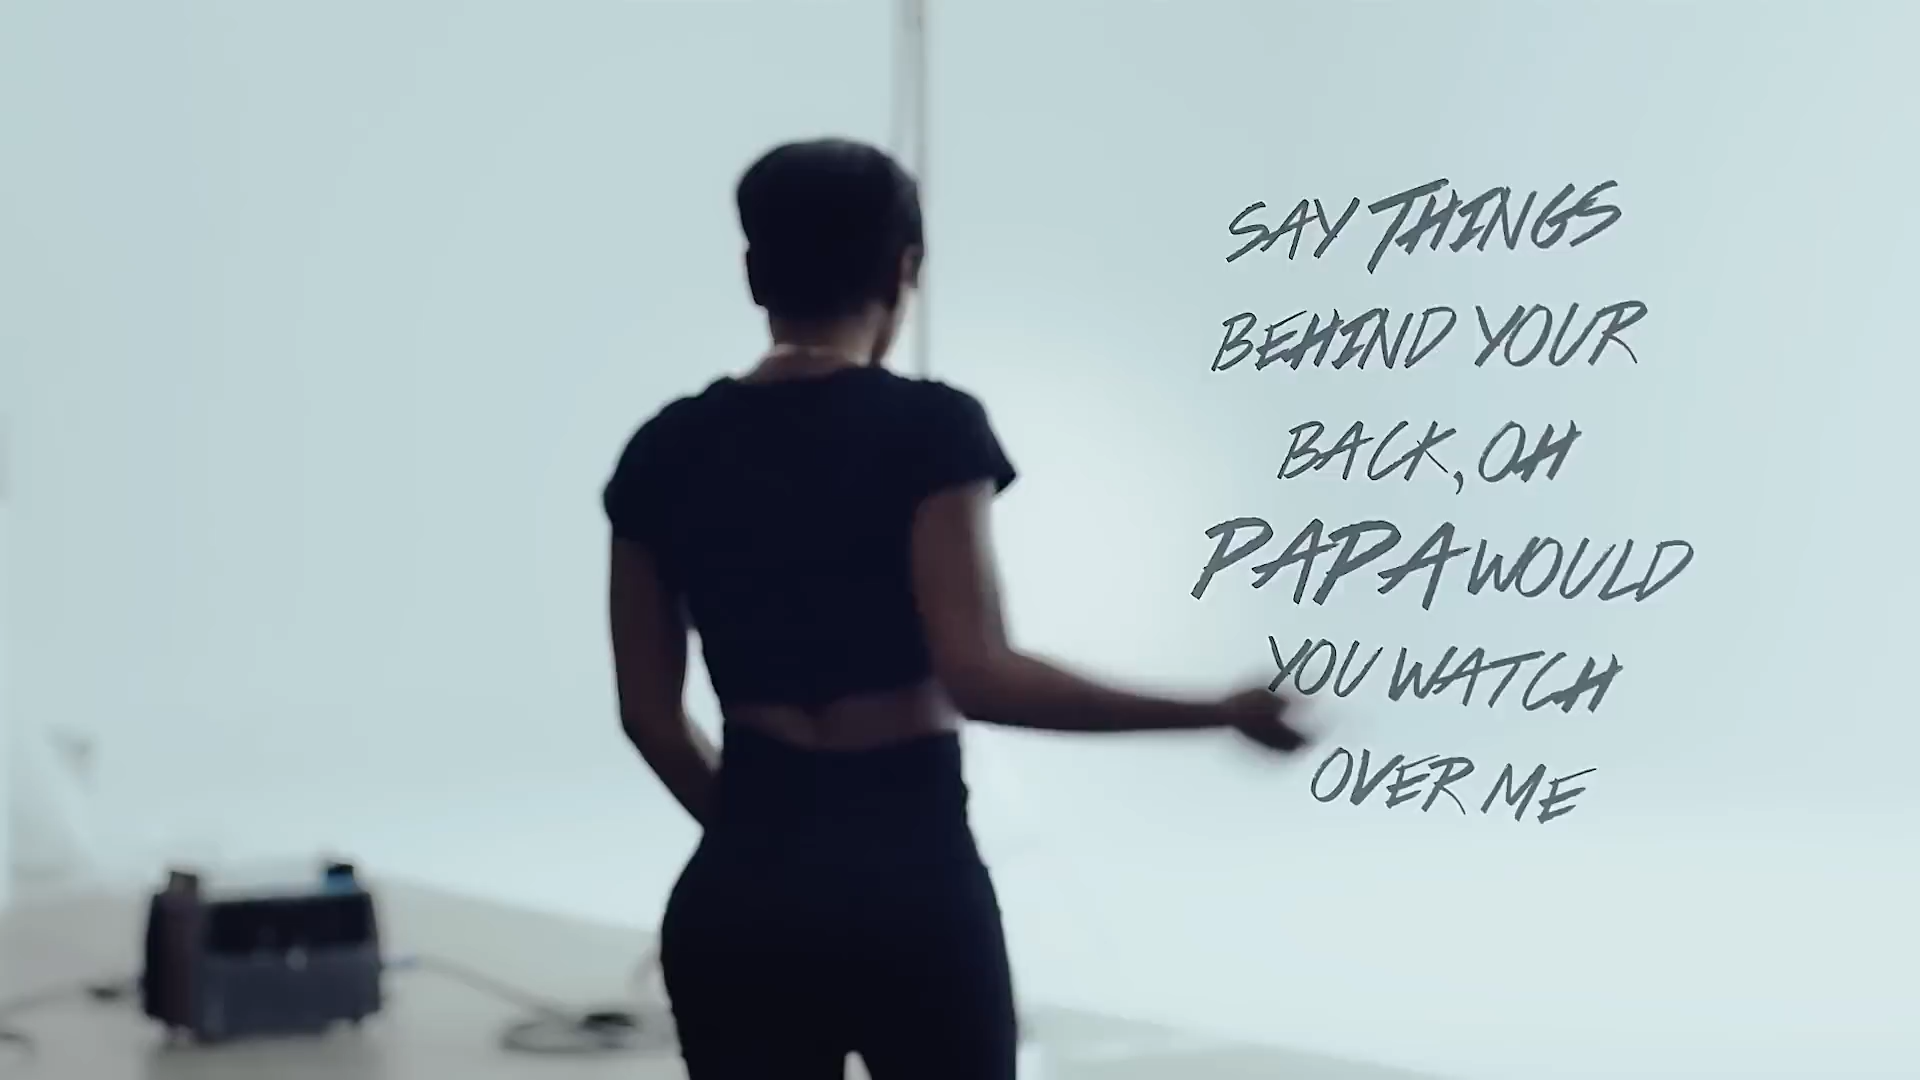 SAY THINGS
BEHIND YOUR
BACK, OH
PAPA WOULD
YOU WATCH
OVER ME